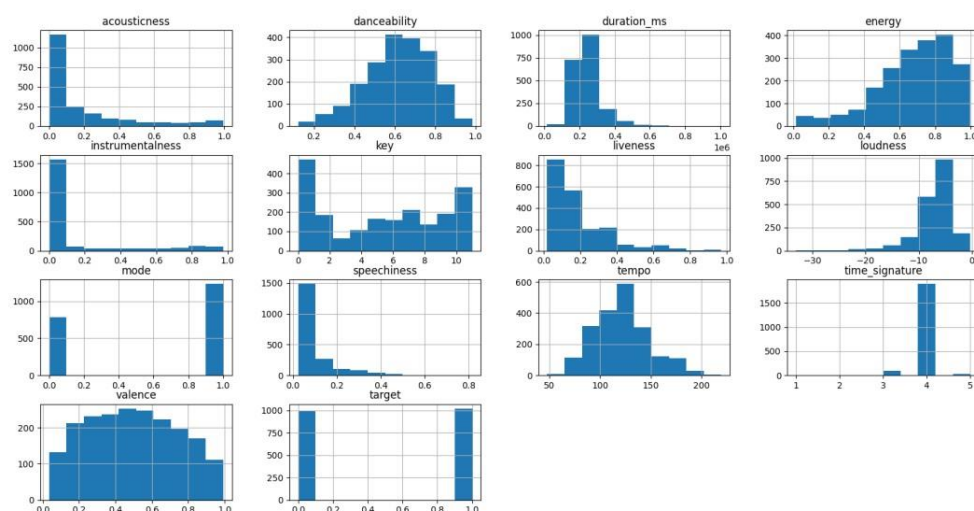 acousticness danceability duration_ms energy
1000 750 500 250 0
400 300 200 100 0
1000 750 500 250 0
400 300 200 100 0
0.0 0.2 0.4 0.6 0.8 1.0
0.2 0.4 0.6 0.8 1.0
0.0 0.2 0.4 0.6 0.8 1.0
1e6
0.0 0.2 0.4 0.6 0.8 1.0
instrumentalness key liveness loudness
1500 1000 500 0
400 300 200 100 0
800 600 400 200 0
1000 750 500 250 0
0.0 0.2 0.4 0.6 0.8 1.0
0 2 4 6 8 10
0.0 0.2 0.4 0.6 0.8 1.0
−30 −20 −10 0
mode speechiness tempo time_signature
1000 500 0
1500 1000 500 0
600 400 200 0
1500 1000 500 0
0.0 0.2 0.4 0.6 0.8 1.0
0.0 0.2 0.4 0.6 0.8
50 100 150 200
1 2 3 4 5
valence target
200 100 0
1000 750 500 250 0
0.0 0.2 0.4 0.6 0.8 1.0
0.0 0.2 0.4 0.6 0.8 1.0